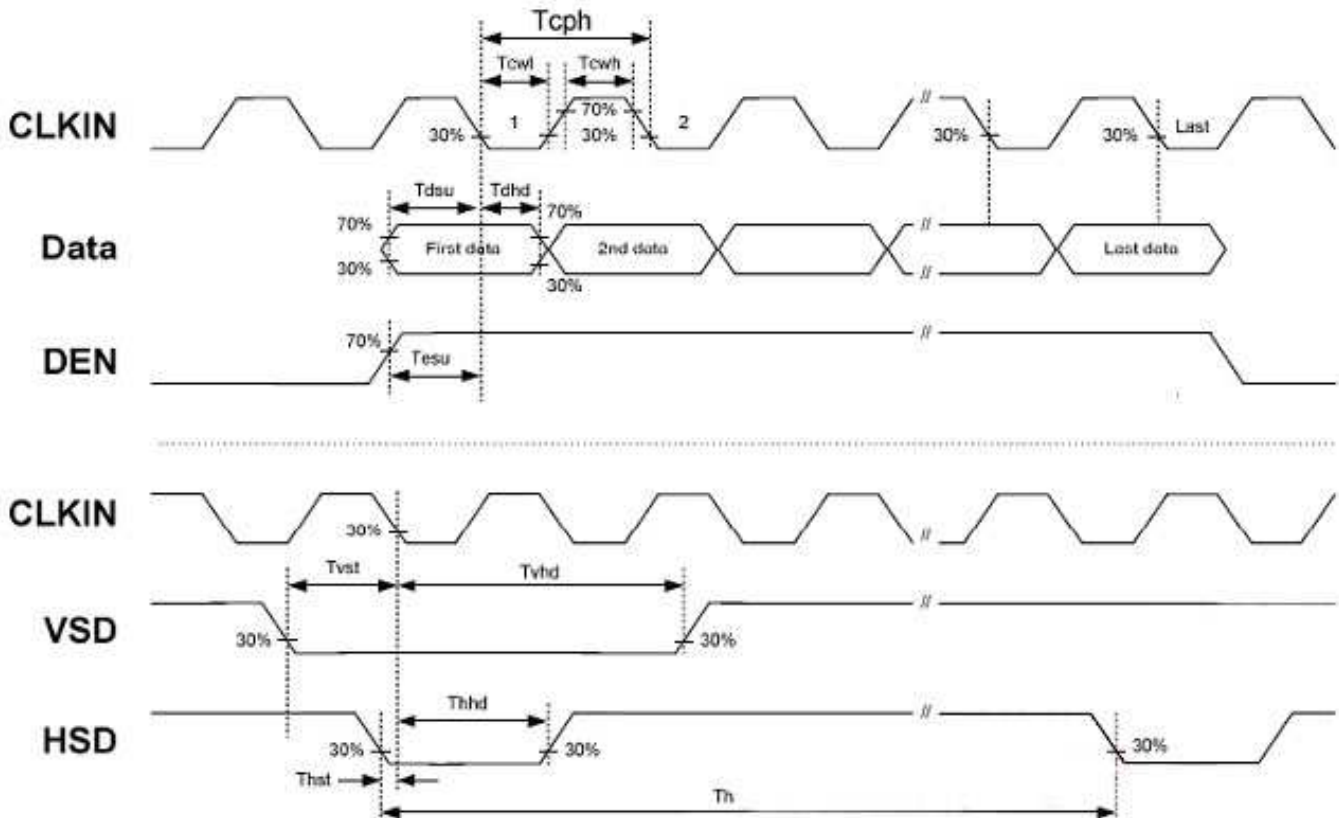 Tcph
Tcwl Tcwh
CLKIN 30% 1 70% 30% 2 30% 30% Last
Tdsu Tdhd
70% 70%
Data First data 2nd data Last data
30% 30%
70%
DEN Tesu
CLKIN 30%
Tvst Tvhd
VSD 30% 30%
Thhd
HSD 30% 30% 30%
Thst
Th